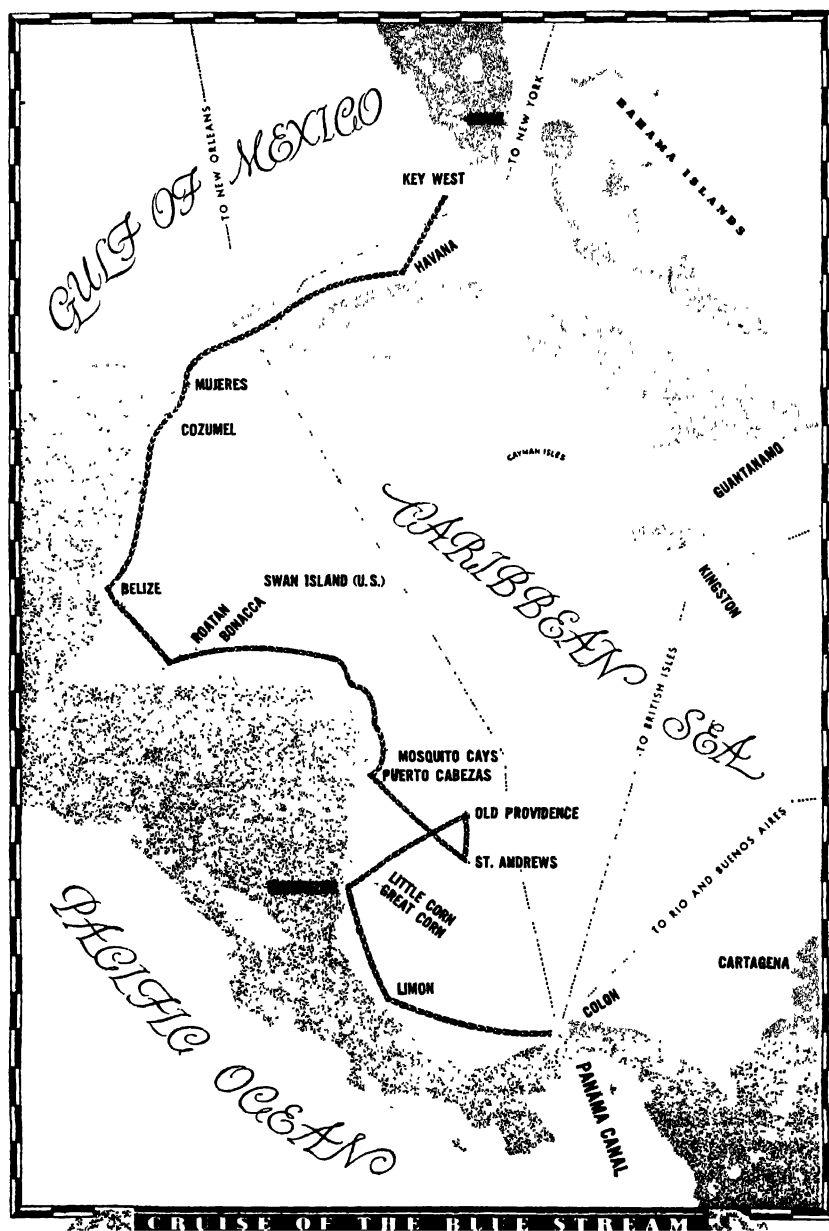 TO NEW ORLEANS
GULF OF MEXICO
TO NEW YORK
BAHAMA ISLANDS
KEY WEST
HAVANA
MUJERES
COZUMEL
CAYMAN ISLES
GUANTANAMO
CARIBBEAN SEA
BELIZE
SWAN ISLAND (U.S.)
ROATAN
BONACCA
KINGSTON
TO BRITISH ISLES
MOSQUITO CAYS
PUERTO CABEZAS
OLD PROVIDENCE
ST. ANDREWS
TO RIO AND BUENOS AIRES
LITTLE CORN
GREAT CORN
PACIFIC OCEAN
CARTAGENA
LIMON
COLON
PANAMA CANAL
CRUISE OF THE BLUE STREAM